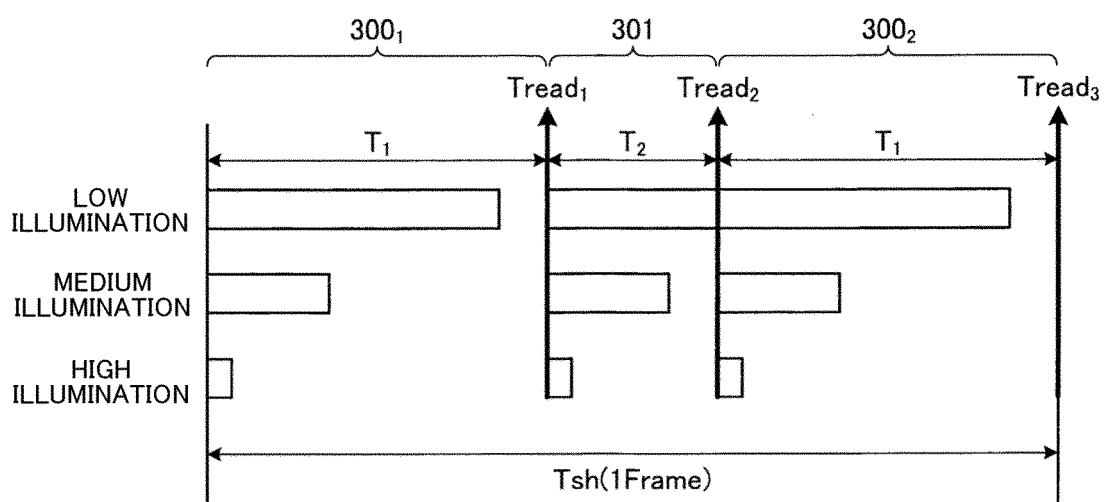 300₁ 301 300₂
Tread₁ Tread₂ Tread₃
T₁ T₂ T₁
LOW
ILLUMINATION
MEDIUM
ILLUMINATION
HIGH
ILLUMINATION
Tsh(1Frame)